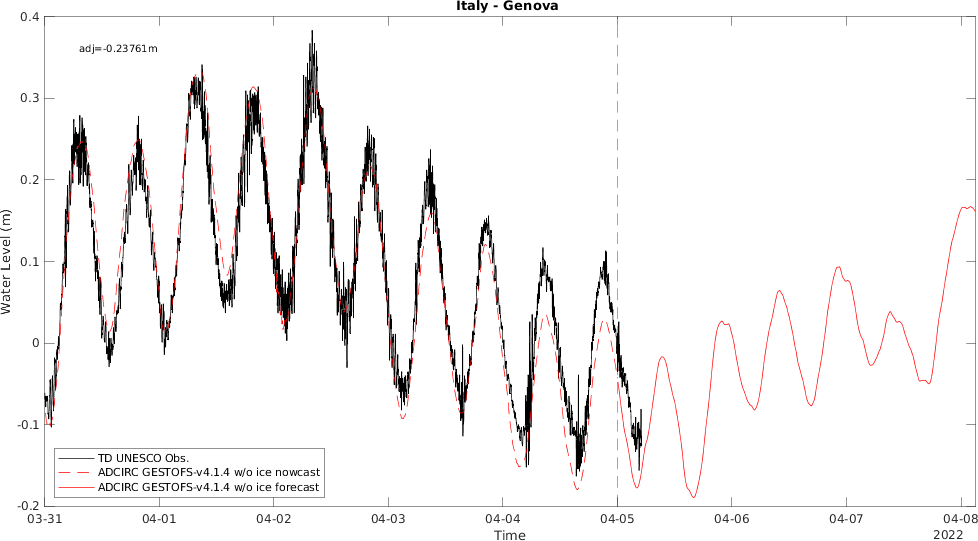 Italy - Genova
0.4
adj=-0.23761m
0.3
0.2
0.1
0
-0.1
-0.2
Water Level (m)
TD UNESCO Obs.
ADCIRC GESTOFS-v4.1.4 w/o ice nowcast
ADCIRC GESTOFS-v4.1.4 w/o ice forecast
03-31 04-01 04-02 04-03 04-04 04-05 04-06 04-07 04-08
Time
2022